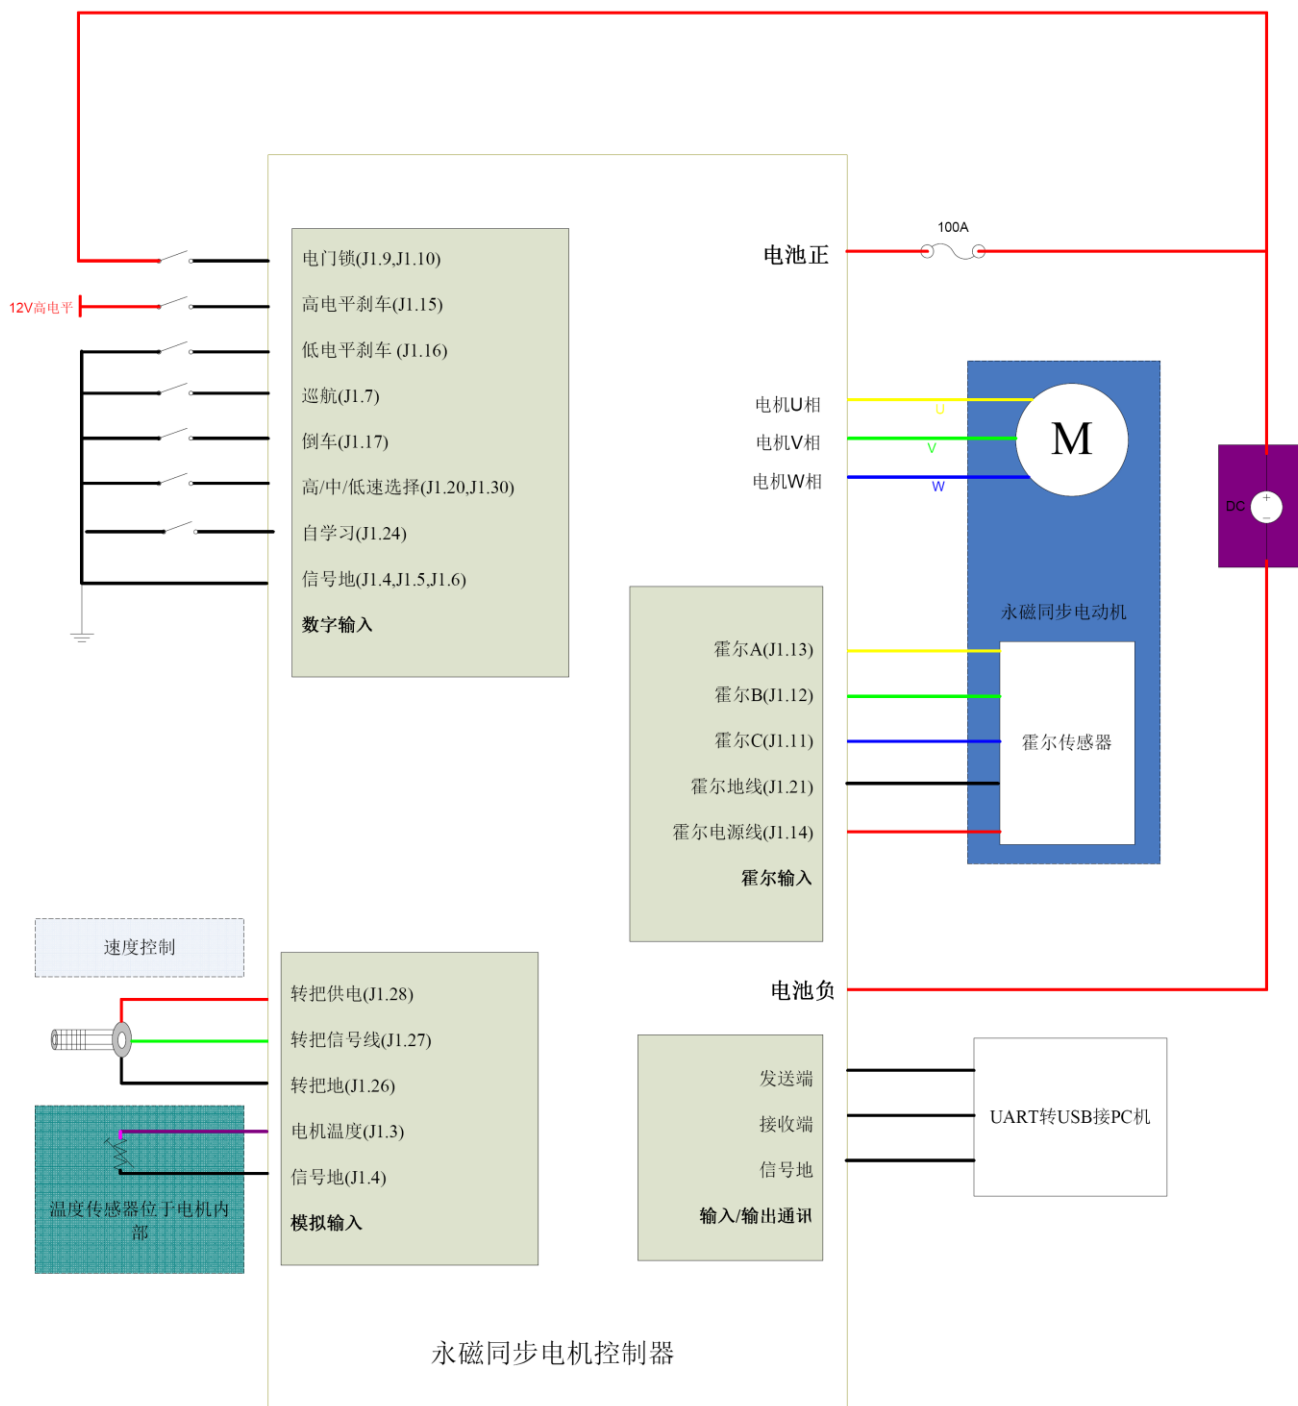 100A
电门锁(J1.9,J1.10)
电池正
12V高电平
高电平刹车(J1.15)
低电平刹车 (J1.16)
巡航(J1.7)
倒车(J1.17)
高/中/低速选择(J1.20,J1.30)
自学习(J1.24)
信号地(J1.4,J1.5,J1.6)
数字输入
电机U相
U
电机V相
V
电机W相
W
M
DC
永磁同步电动机
霍尔A(J1.13)
霍尔B(J1.12)
霍尔C(J1.11)
霍尔地线(J1.21)
霍尔电源线(J1.14)
霍尔输入
霍尔传感器
速度控制
转把供电(J1.28)
转把信号线(J1.27)
转把地(J1.26)
电机温度(J1.3)
信号地(J1.4)
模拟输入
温度传感器位于电机内
部
电池负
发送端
接收端
信号地
输入/输出通讯
UART转USB接PC机
永磁同步电机控制器